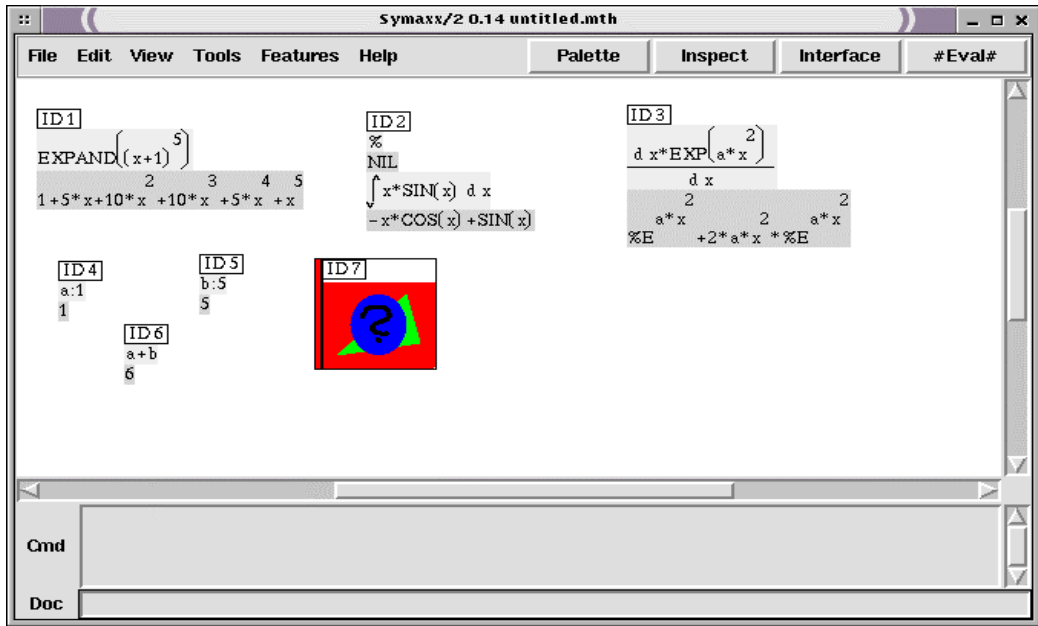 Symaxx/2 0.14 untitled.mth
File Edit View Tools Features Help Palette Inspect Interface #Eval#
ID1
EXPAND((x+1)^5)
1+5*x+10*x^2+10*x^3+5*x^4+x^5
ID2
%
NIL
∫x*SIN(x) d x
-x*COS(x)+SIN(x)
ID3
d x*EXP(a*x^2)
d x
%E^a*x^2+2*a*x^2*%E^a*x^2
ID4
a:1
1
ID5
b:5
5
ID6
a+b
6
ID7
?
Cmd
Doc